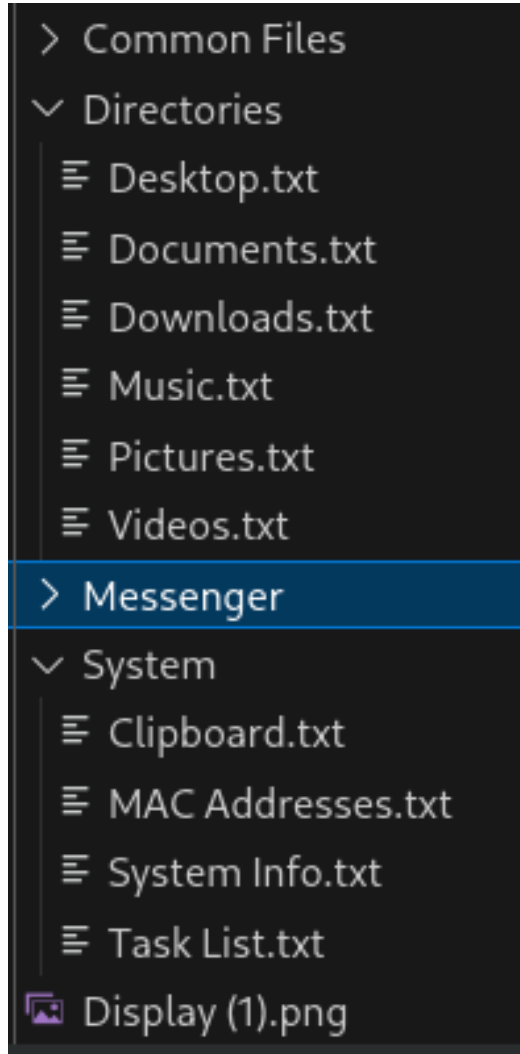 Common Files
Directories
Desktop.txt
Documents.txt
Downloads.txt
Music.txt
Pictures.txt
Videos.txt
Messenger
System
Clipboard.txt
MAC Addresses.txt
System Info.txt
Task List.txt
Display (1).png